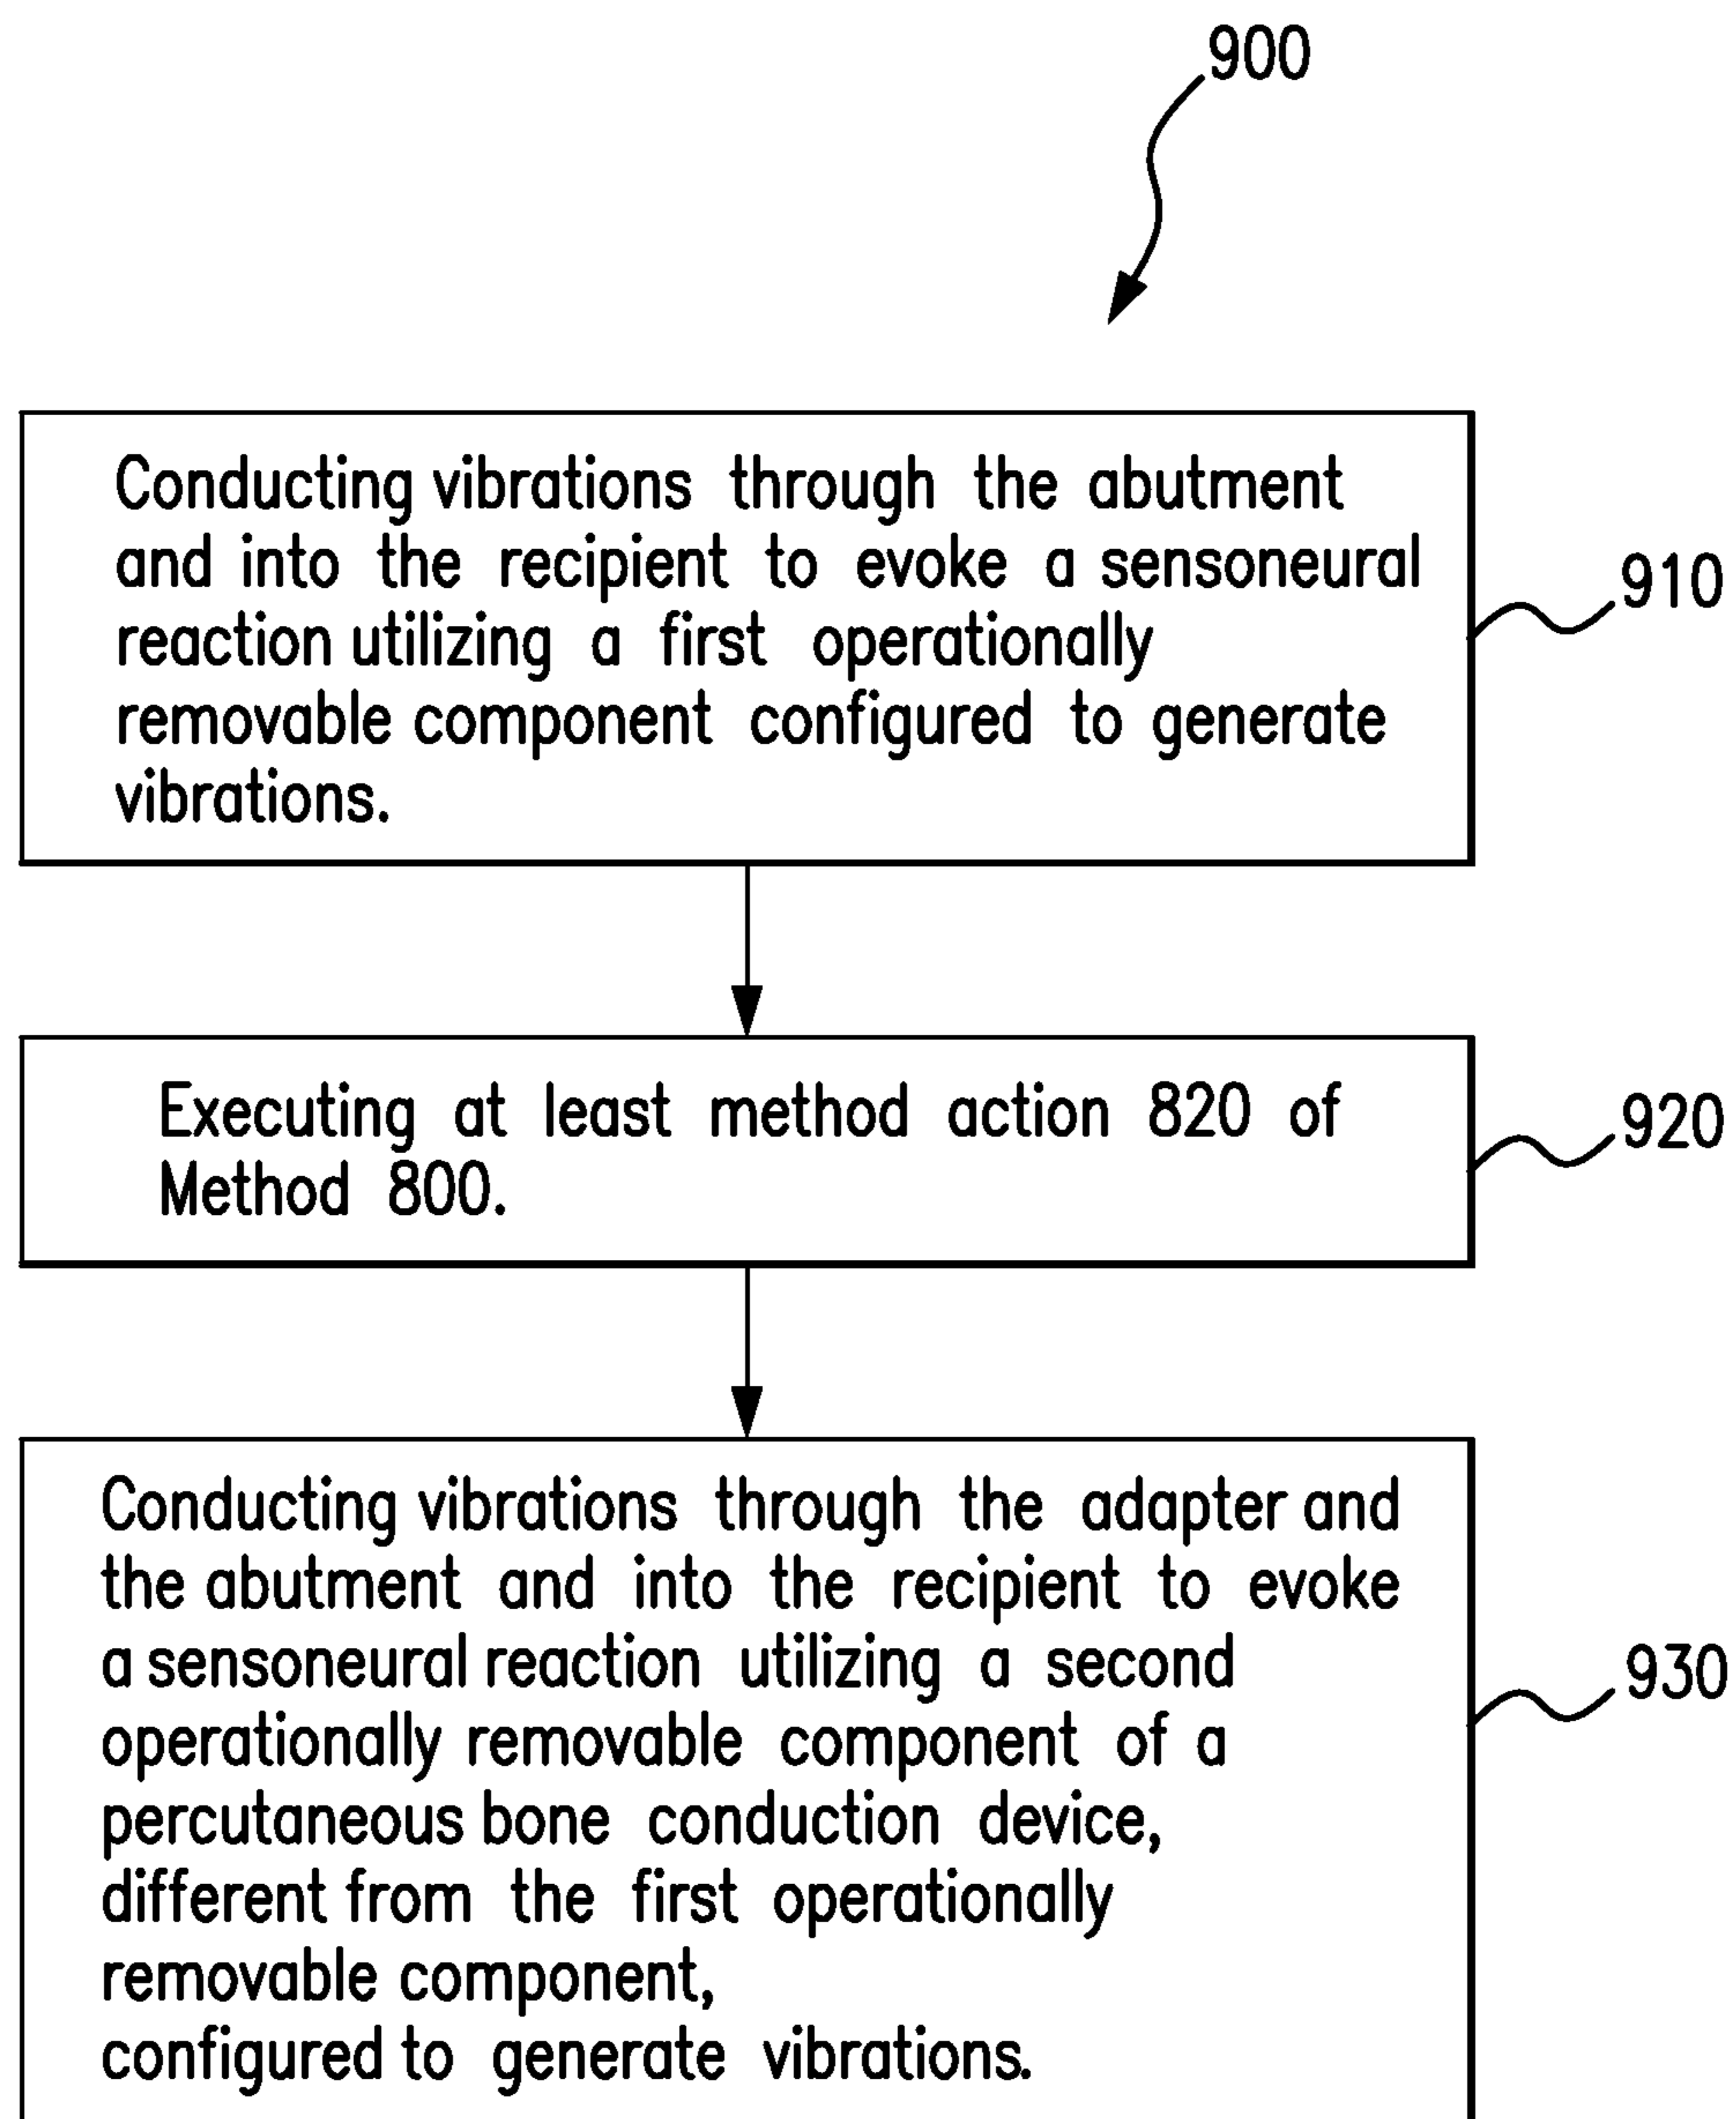 900
Conducting vibrations through the abutment
and into the recipient to evoke a sensoneural
reaction utilizing a first operationally
removable component configured to generate
vibrations.
910
Executing at least method action 820 of
Method 800.
920
Conducting vibrations through the adapter and
the abutment and into the recipient to evoke
a sensoneural reaction utilizing a second
operationally removable component of a
percutaneous bone conduction device,
different from the first operationally
removable component,
configured to generate vibrations.
930